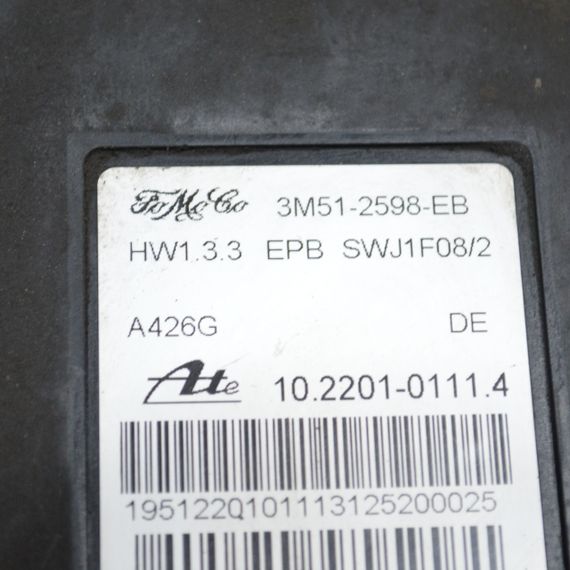 FoMoCo 3M51-2598-EB
HW1.3.3 EPB SWJ1F08/2
A426G DE
Ate 10.2201-0111.4
1951220101113125200025